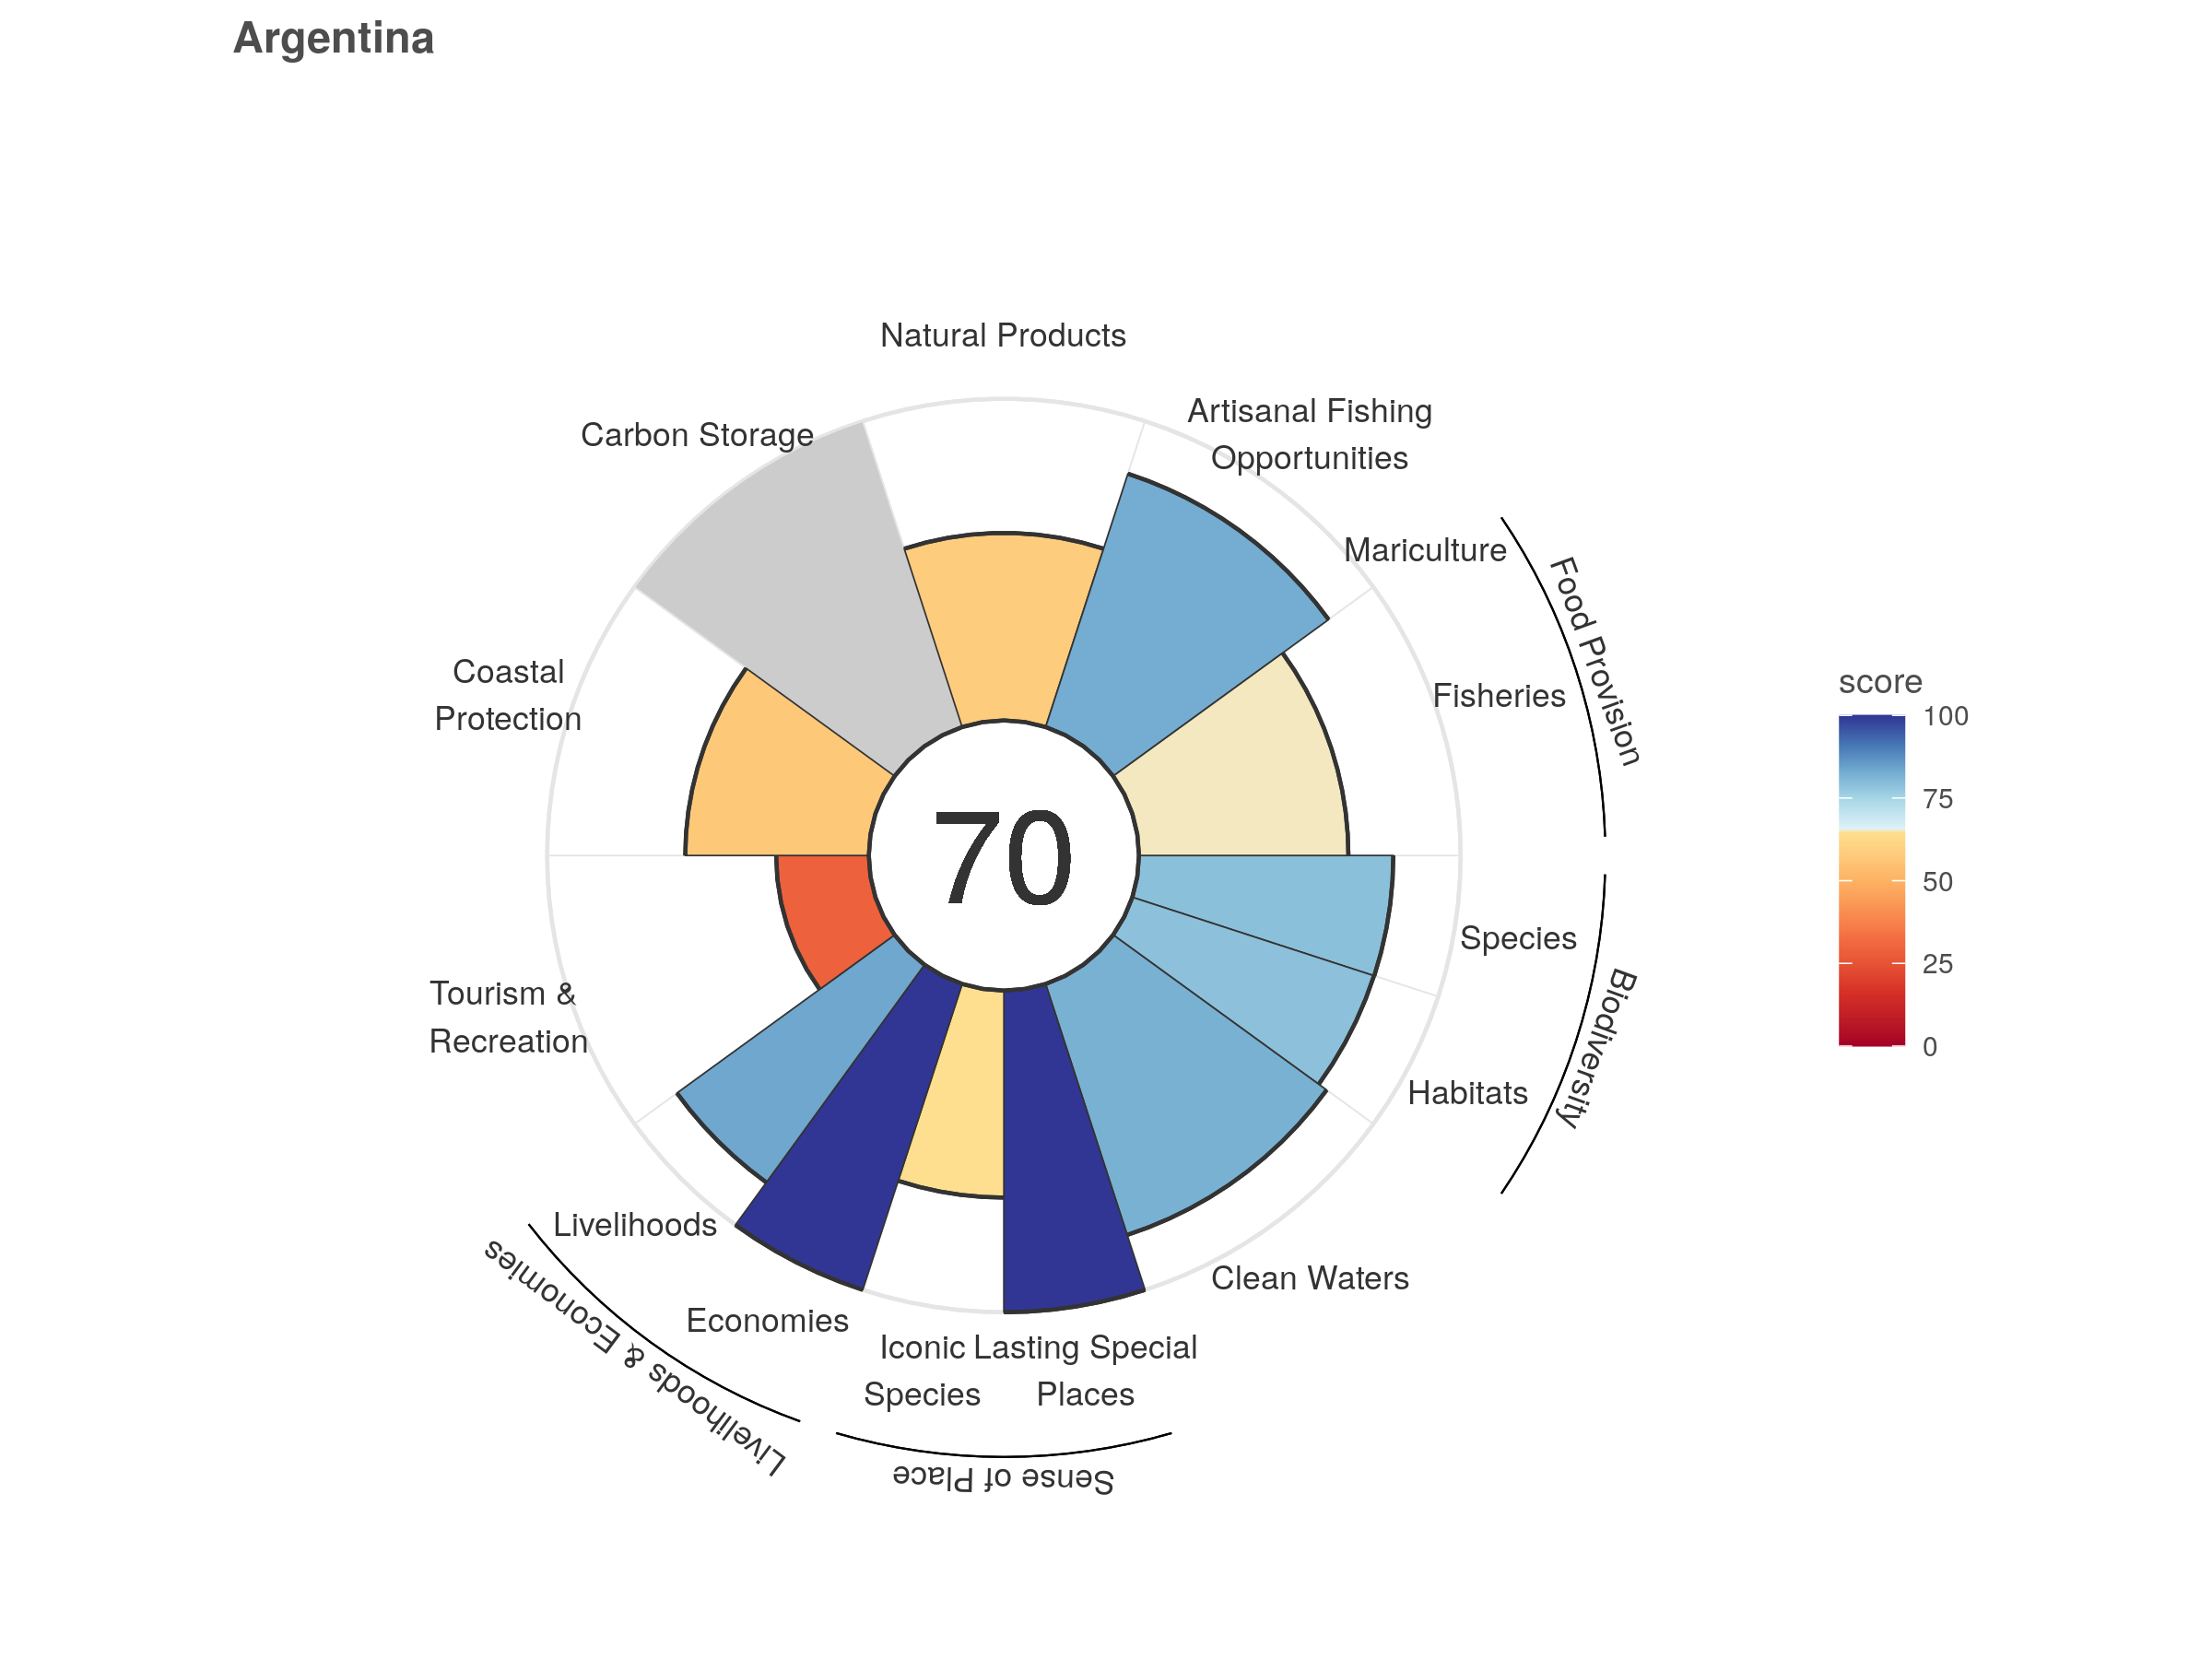 Argentina
Natural Products
Artisanal Fishing
Opportunities
Carbon Storage
Mariculture
Food Provision
Fisheries
Coastal
Protection
70
score
100
75
50
25
0
Species
Biodiversity
Habitats
Tourism &
Recreation
Livelihoods
Livelihoods & Economies
Economies
Clean Waters
Iconic
Species
Lasting Special
Places
Sense of Place